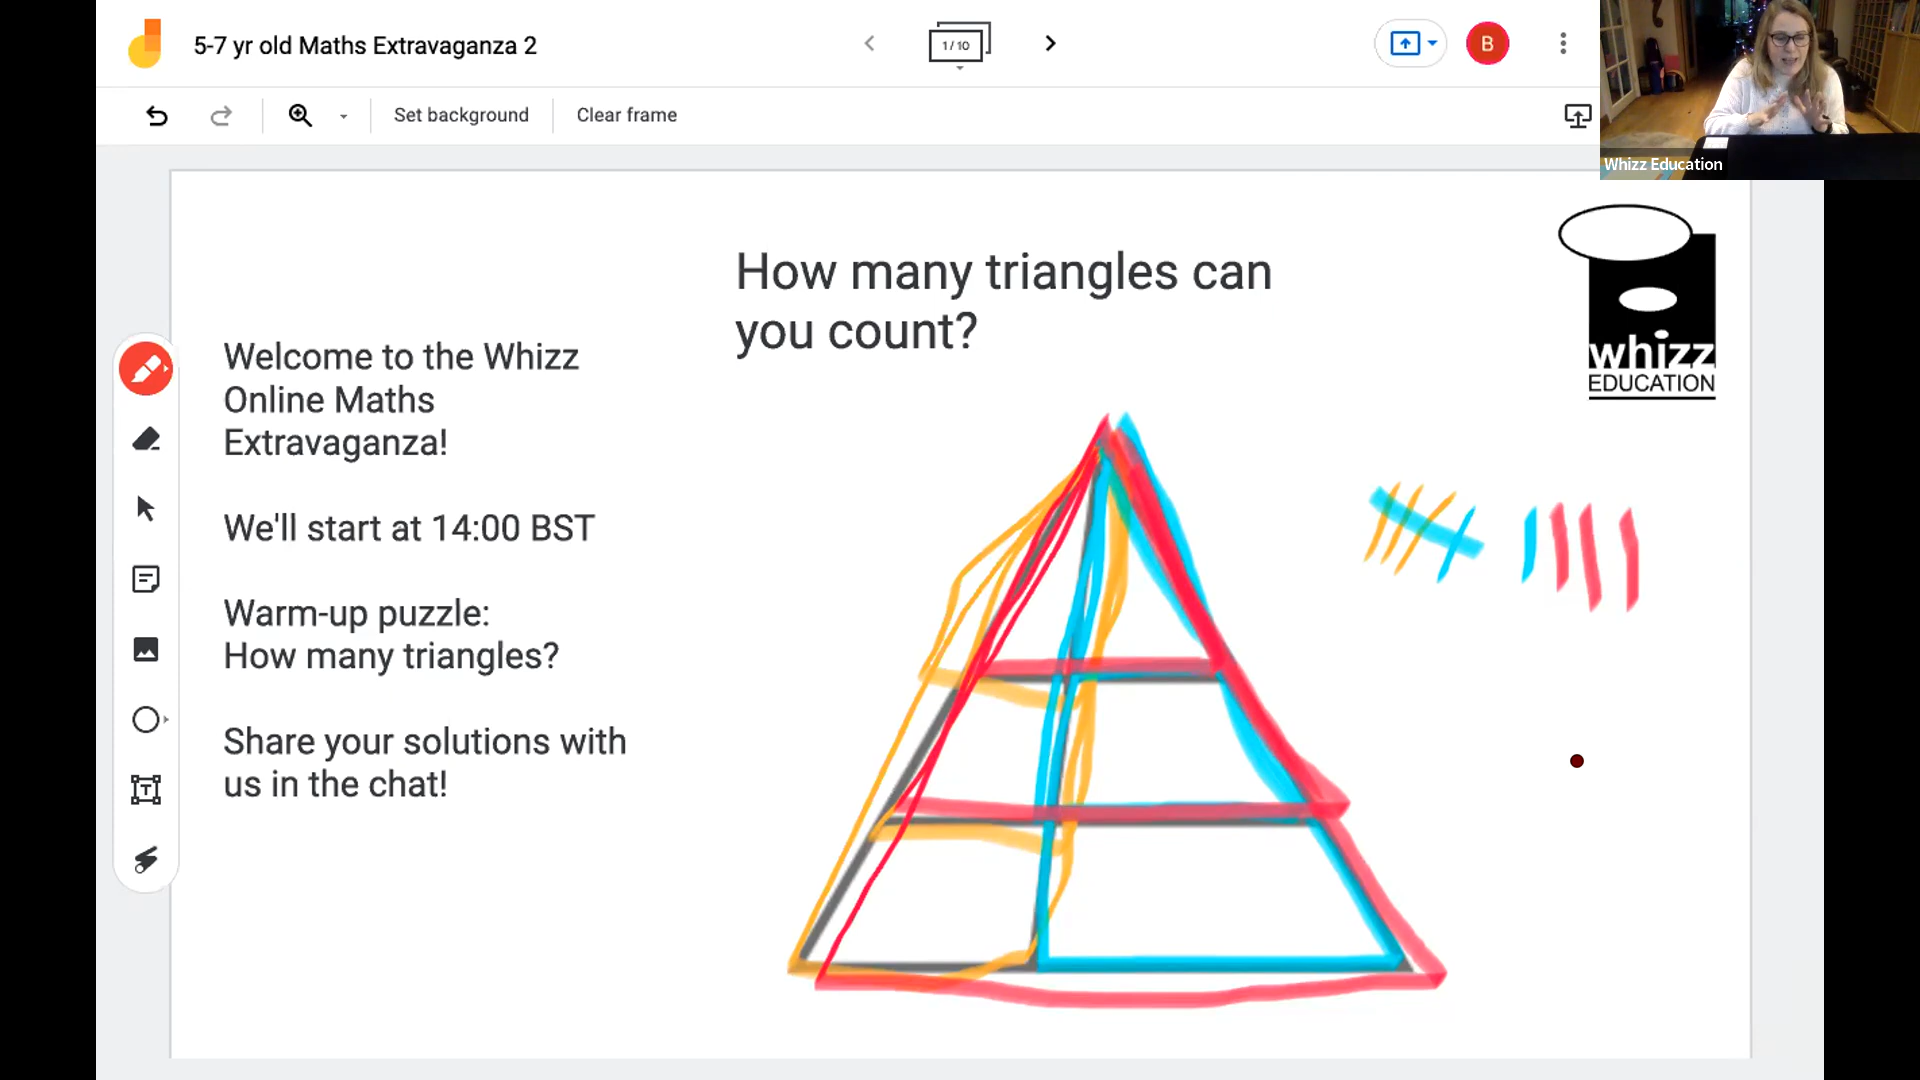 5-7 yr old Maths Extravaganza 2
1/10
B
Set background
Clear frame
Whizz Education
How many triangles can
you count?
whizz
EDUCATION
Welcome to the Whizz
Online Maths
Extravaganza!
We'll start at 14:00 BST
Warm-up puzzle:
How many triangles?
Share your solutions with
us in the chat!